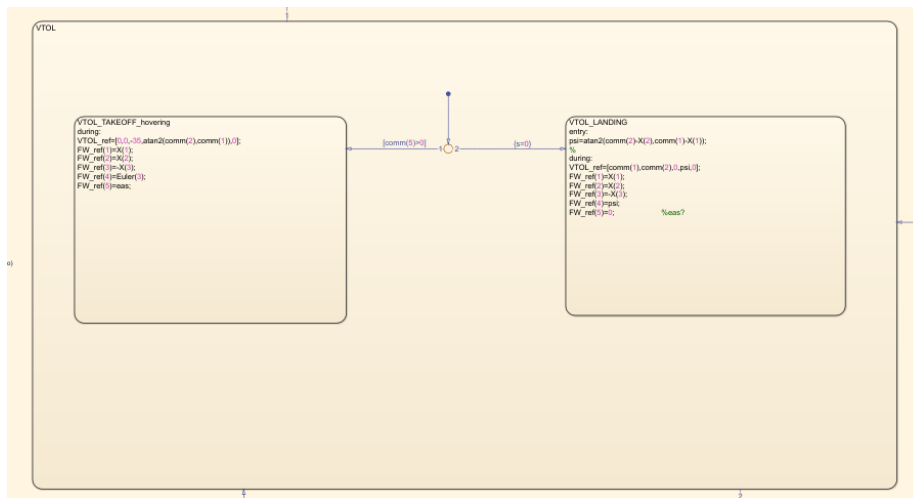 1
VTOL
VTOL_TAKEOFF_hovering
during:
VTOL_ref=[0,0,-35,atan2(comm(2),comm(1)),0];
FW_ref(1)=X(1);
FW_ref(2)=X(2);
FW_ref(3)=-X(3);
FW_ref(4)=Euler(3);
FW_ref(5)=eas;
[comm(5)>0]
1
2
{s=0}
VTOL_LANDING
entry:
psi=atan2(comm(2)-X(2),comm(1)-X(1));
%
during:
VTOL_ref=[comm(1),comm(2),0,psi,0];
FW_ref(1)=X(1);
FW_ref(2)=X(2);
FW_ref(3)=-X(3);
FW_ref(4)=psi;
FW_ref(5)=0; %eas?
2